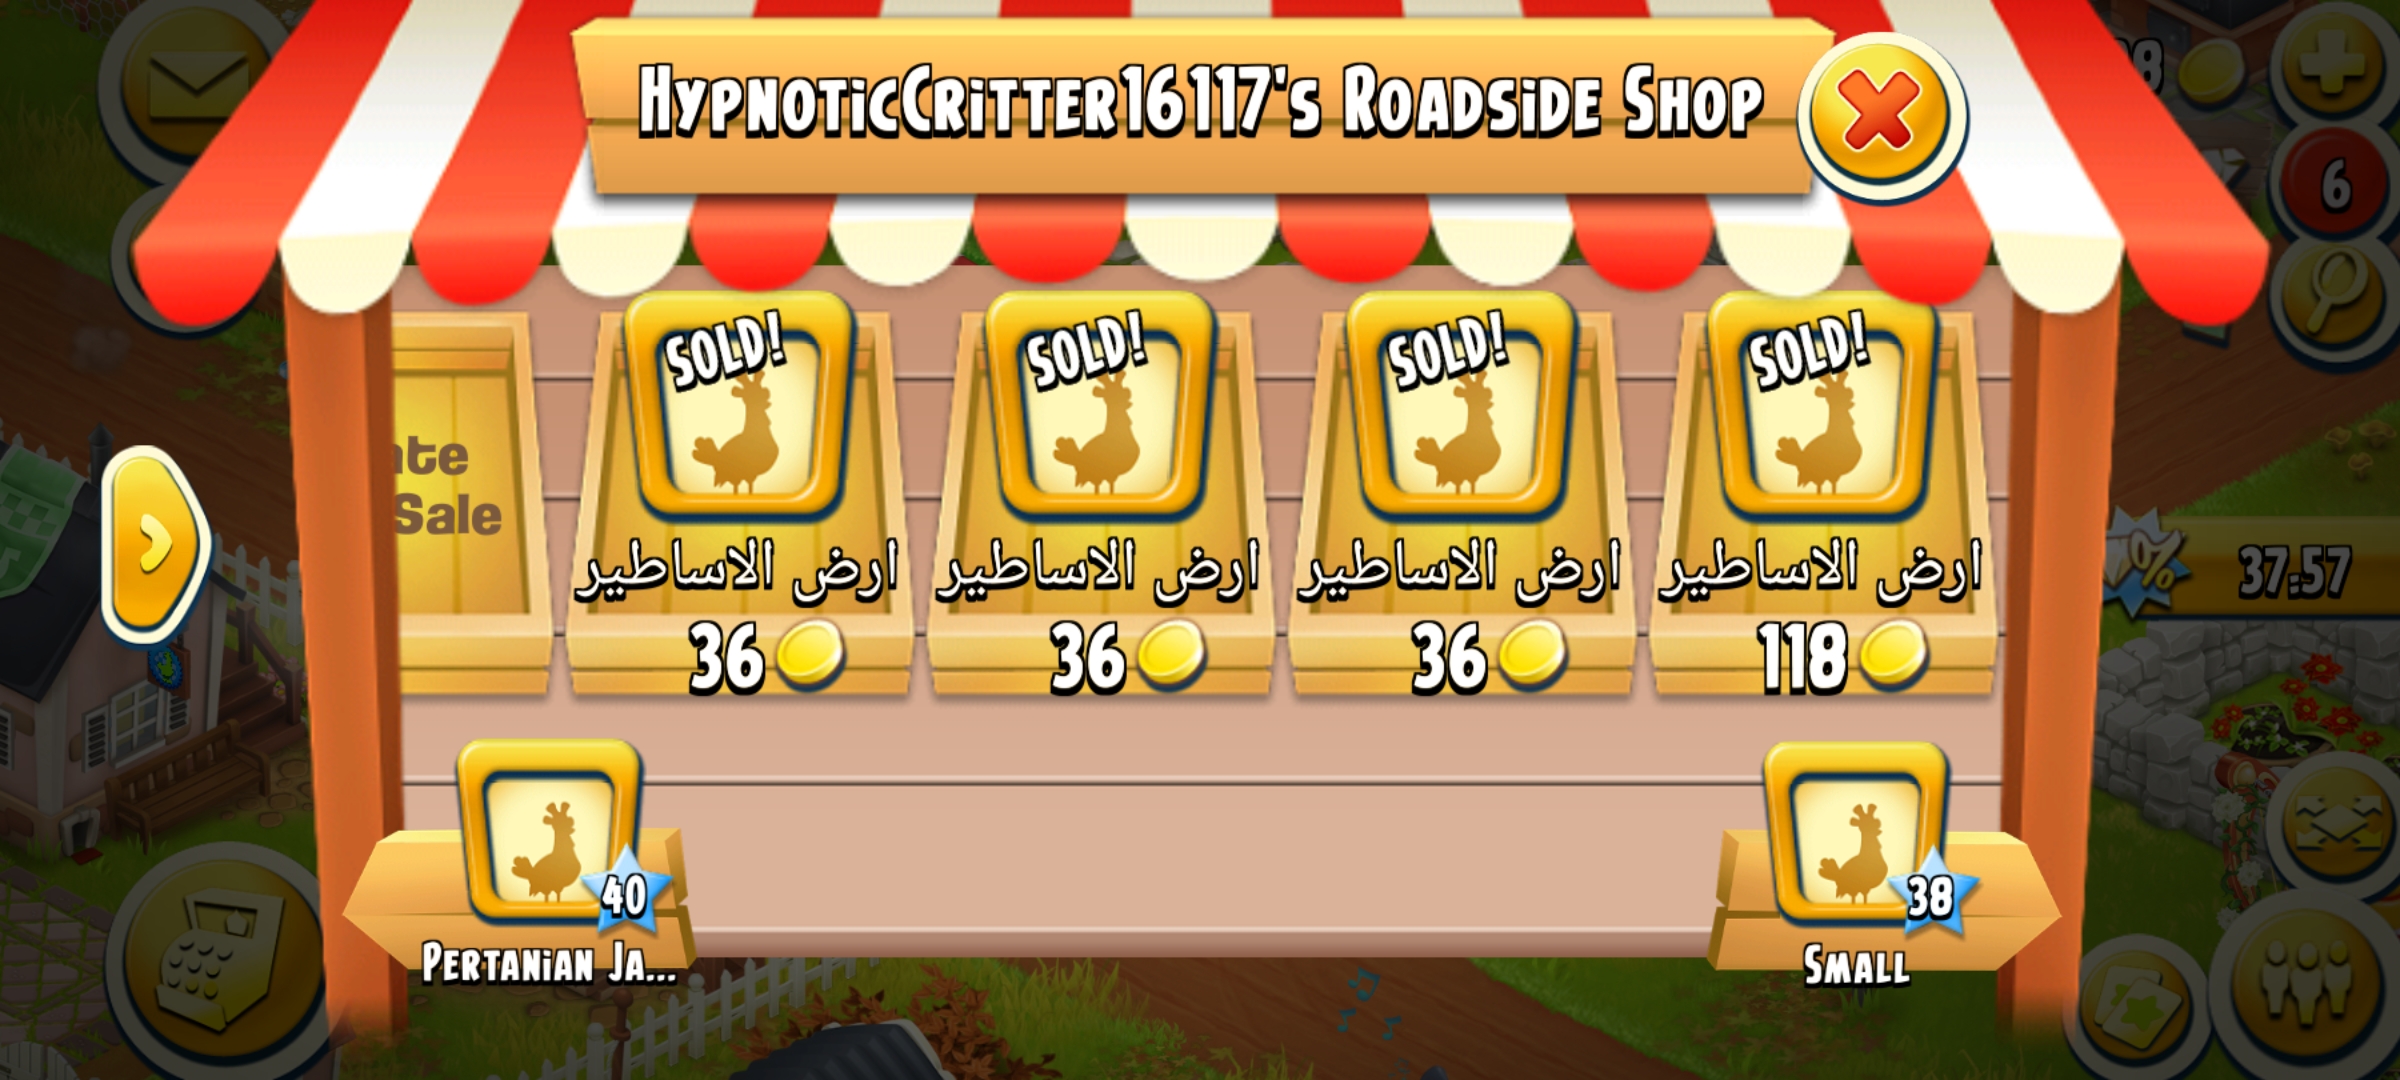 HypnoticCritter16117's Roadside Shop
6
Sale
SOLD! SOLD! SOLD! SOLD!
ارض الاساطير ارض الاساطير ارض الاساطير ارض الاساطير
36 36 36 118
37:57
40
Pertanian Ja...
38
Small